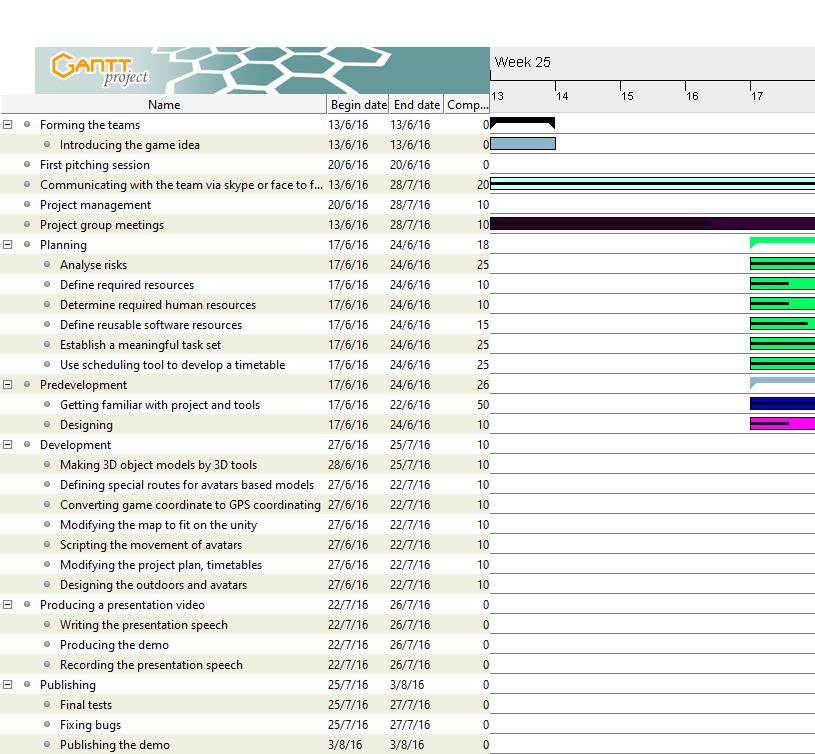 GANTT project
Week 25
13 14 15 16 17
Name Begin date End date Comp...
Forming the teams 13/6/16 13/6/16 0
Introducing the game idea 13/6/16 13/6/16 0
First pitching session 20/6/16 20/6/16 0
Communicating with the team via skype or face to f... 13/6/16 28/7/16 20
Project management 20/6/16 28/7/16 10
Project group meetings 13/6/16 28/7/16 10
Planning 17/6/16 24/6/16 18
Analyse risks 17/6/16 24/6/16 25
Define required resources 17/6/16 24/6/16 10
Determine required human resources 17/6/16 24/6/16 10
Define reusable software resources 17/6/16 24/6/16 15
Establish a meaningful task set 17/6/16 24/6/16 25
Use scheduling tool to develop a timetable 17/6/16 24/6/16 25
Predevelopment 17/6/16 24/6/16 26
Getting familiar with project and tools 17/6/16 22/6/16 50
Designing 17/6/16 24/6/16 10
Development 27/6/16 25/7/16 10
Making 3D object models by 3D tools 28/6/16 25/7/16 10
Defining special routes for avatars based models 27/6/16 22/7/16 10
Converting game coordinate to GPS coordinating 27/6/16 22/7/16 10
Modifying the map to fit on the unity 27/6/16 22/7/16 10
Scripting the movement of avatars 27/6/16 22/7/16 10
Modifying the project plan, timetables 27/6/16 22/7/16 10
Designing the outdoors and avatars 27/6/16 22/7/16 10
Producing a presentation video 22/7/16 26/7/16 0
Writing the presentation speech 22/7/16 26/7/16 0
Producing the demo 22/7/16 26/7/16 0
Recording the presentation speech 22/7/16 26/7/16 0
Publishing 25/7/16 3/8/16 0
Final tests 25/7/16 27/7/16 0
Fixing bugs 25/7/16 27/7/16 0
Publishing the demo 3/8/16 3/8/16 0